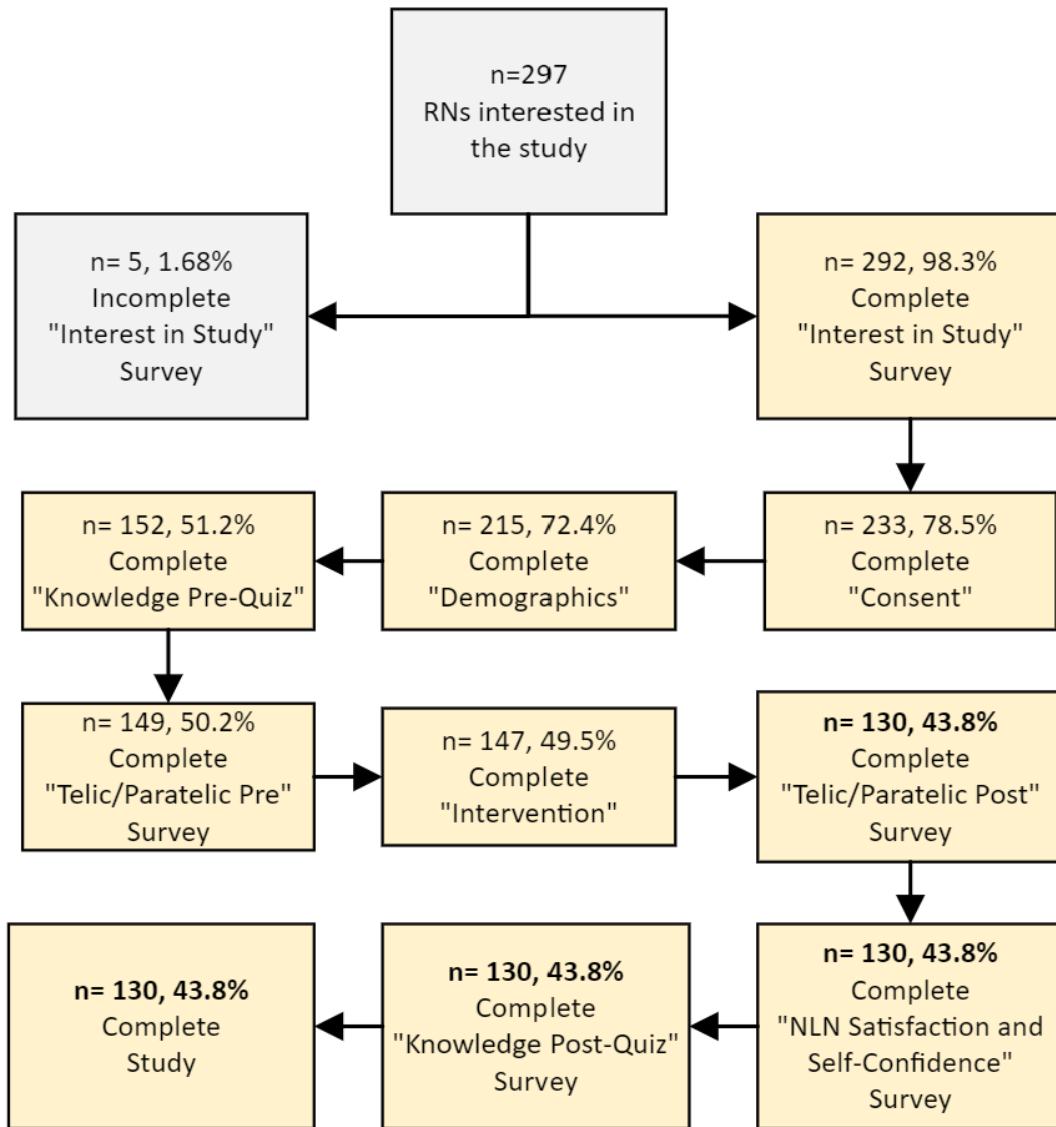 n=297
RNs interested in
the study
n= 5, 1.68%
Incomplete
"Interest in Study"
Survey
n= 292, 98.3%
Complete
"Interest in Study"
Survey
n= 233, 78.5%
Complete
"Consent"
n= 215, 72.4%
Complete
"Demographics"
n= 152, 51.2%
Complete
"Knowledge Pre-Quiz"
n= 149, 50.2%
Complete
"Telic/Paratelic Pre"
Survey
n= 147, 49.5%
Complete
"Intervention"
n= 130, 43.8%
Complete
"Telic/Paratelic Post"
Survey
n= 130, 43.8%
Complete
"NLN Satisfaction and
Self-Confidence"
Survey
n= 130, 43.8%
Complete
"Knowledge Post-Quiz"
Survey
n= 130, 43.8%
Complete
Study